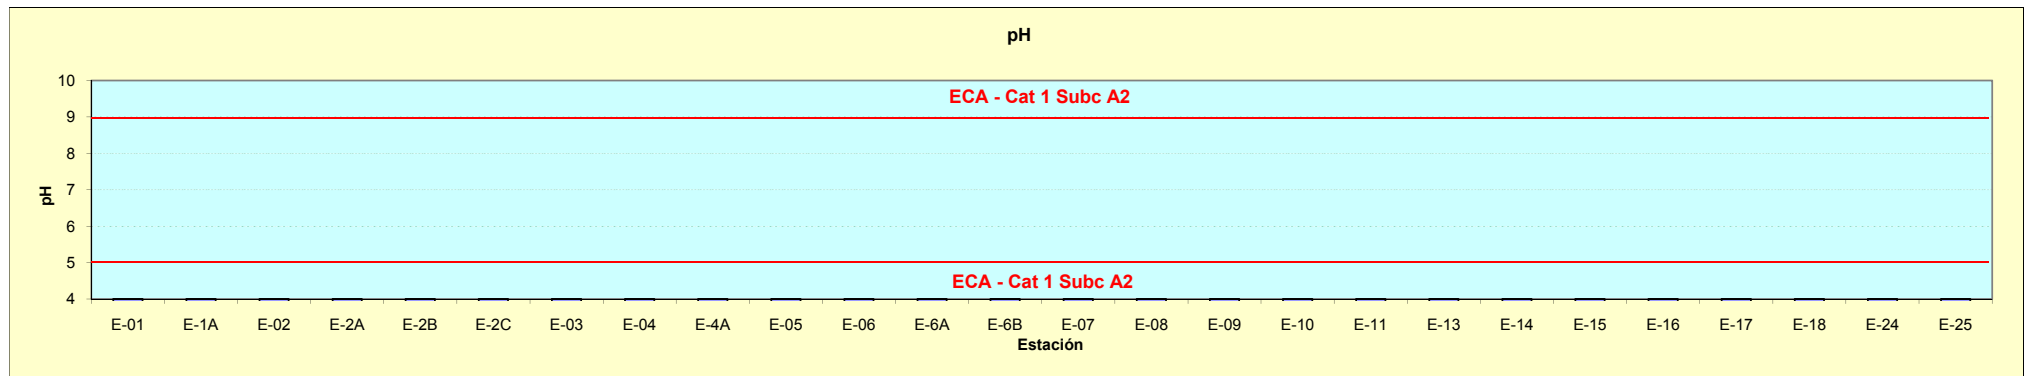 pH
10
ECA - Cat 1 Subc A2
9
8
7
pH
6
5
ECA - Cat 1 Subc A2
4
E-01 E-1A E-02 E-2A E-2B E-2C E-03 E-04 E-4A E-05 E-06 E-6A E-6B E-07 E-08 E-09 E-10 E-11 E-13 E-14 E-15 E-16 E-17 E-18 E-24 E-25
Estación